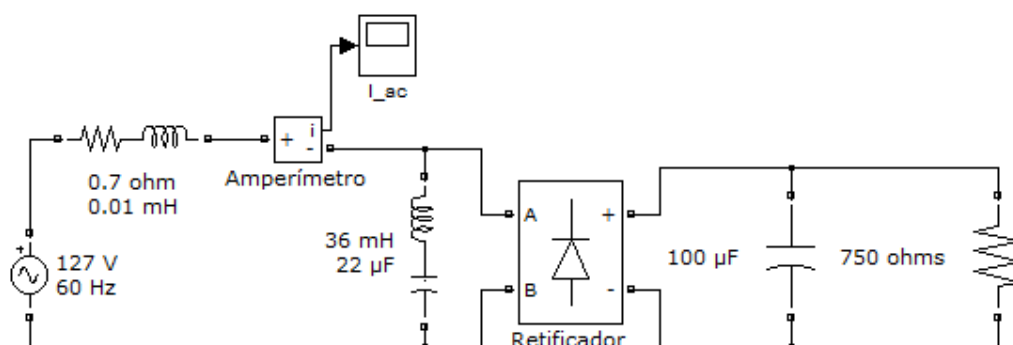 I_ac
+ i
-
Amperímetro
0.7 ohm
0.01 mH
+
127 V
60 Hz
36 mH
22 µF
A +
B -
Retificador
100 µF
750 ohms